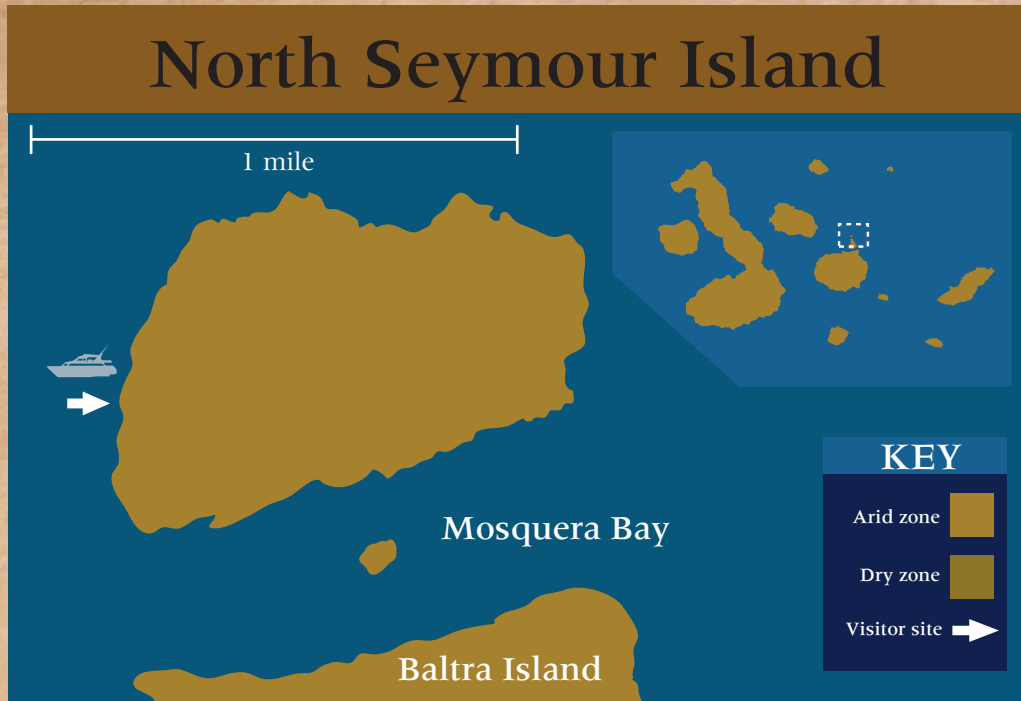 North Seymour Island
1 mile
Mosquera Bay
Baltra Island
KEY
Arid zone
Dry zone
Visitor site